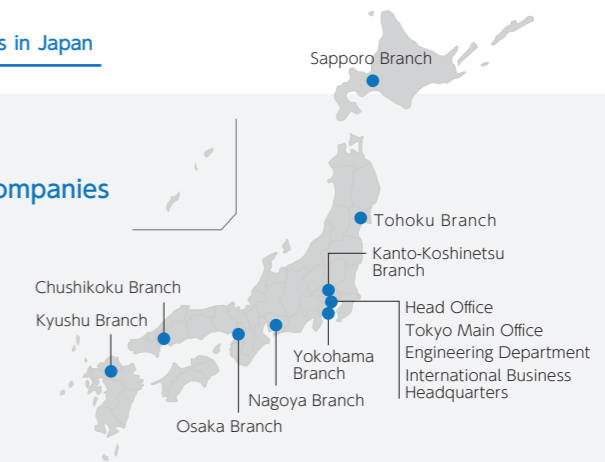 s in Japan
ompanies
Sapporo Branch
Tohoku Branch
Kanto-Koshinetsu
Branch
Head Office
Tokyo Main Office
Engineering Department
International Business
Headquarters
Yokohama
Branch
Nagoya Branch
Osaka Branch
Chushikoku Branch
Kyushu Branch